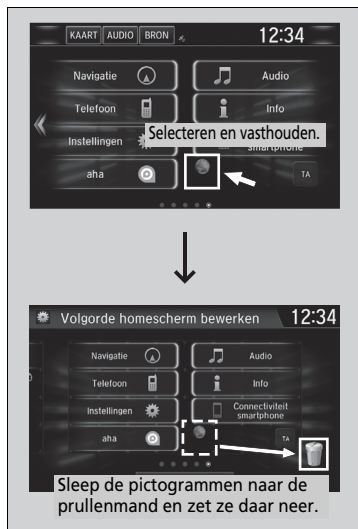 KAART AUDIO BRON 12:34
Navigatie Audio
Telefoon Info
Selecteren en vasthouden.
Instellingen smartphone
aha TA
Volgorde homescherm bewerken 12:34
Navigatie Audio
Telefoon Info
Instellingen Connectiviteit
smartphone
aha TA
Sleep de pictogrammen naar de
prullenmand en zet ze daar neer.